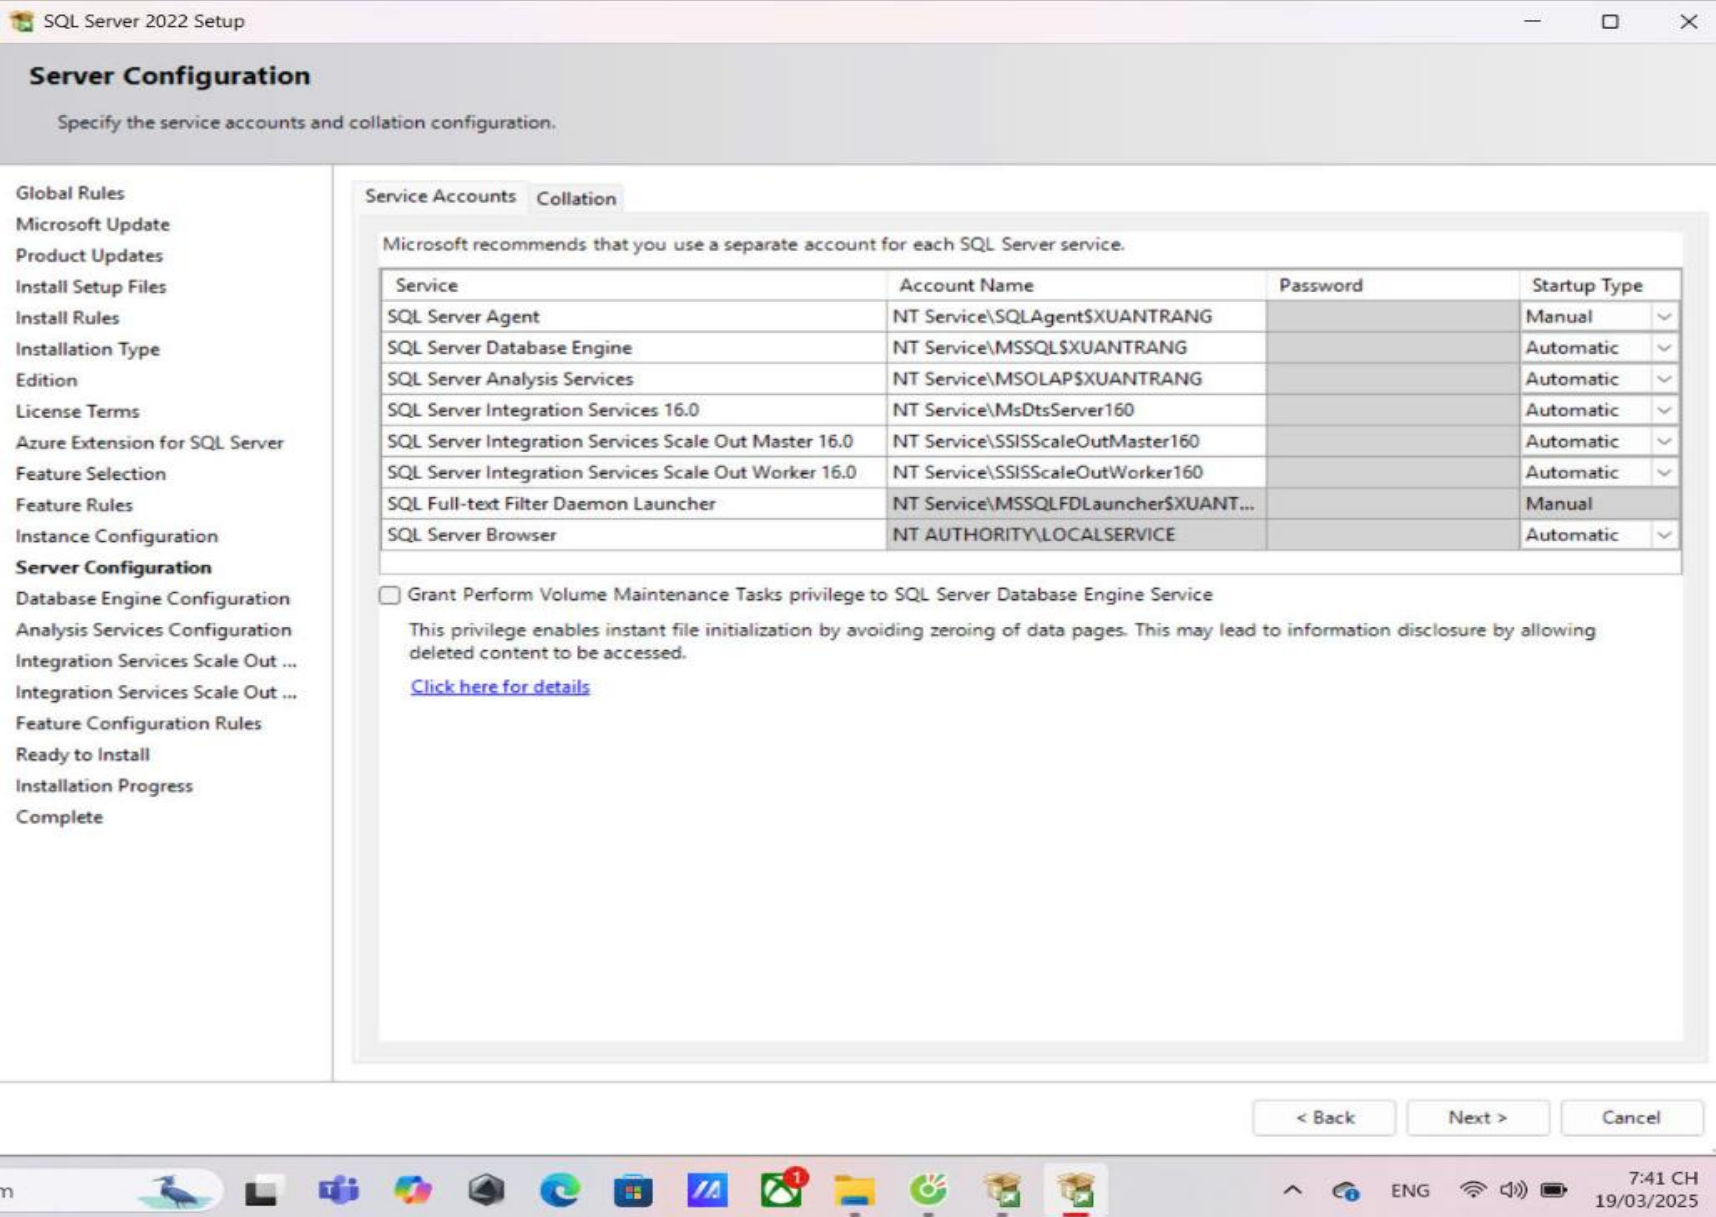 SQL Server 2022 Setup
Server Configuration
Specify the service accounts and collation configuration.
Global Rules
Microsoft Update
Product Updates
Install Setup Files
Install Rules
Installation Type
Edition
License Terms
Azure Extension for SQL Server
Feature Selection
Feature Rules
Instance Configuration
Server Configuration
Database Engine Configuration
Analysis Services Configuration
Integration Services Scale Out ...
Integration Services Scale Out ...
Feature Configuration Rules
Ready to Install
Installation Progress
Complete
Service Accounts Collation
Microsoft recommends that you use a separate account for each SQL Server service.
Service Account Name Password Startup Type
SQL Server Agent NT Service\SQLAgent$XUANTRANG Manual
SQL Server Database Engine NT Service\MSSQL$XUANTRANG Automatic
SQL Server Analysis Services NT Service\MSOLAP$XUANTRANG Automatic
SQL Server Integration Services 16.0 NT Service\MsDtsServer160 Automatic
SQL Server Integration Services Scale Out Master 16.0 NT Service\SSISScaleOutMaster160 Automatic
SQL Server Integration Services Scale Out Worker 16.0 NT Service\SSISScaleOutWorker160 Automatic
SQL Full-text Filter Daemon Launcher NT Service\MSSQLFDLauncher$XUANT... Manual
SQL Server Browser NT AUTHORITY\LOCALSERVICE Automatic
Grant Perform Volume Maintenance Tasks privilege to SQL Server Database Engine Service
This privilege enables instant file initialization by avoiding zeroing of data pages. This may lead to information disclosure by allowing
deleted content to be accessed.
Click here for details
< Back Next > Cancel
m
1
ENG
7:41 CH
19/03/2025